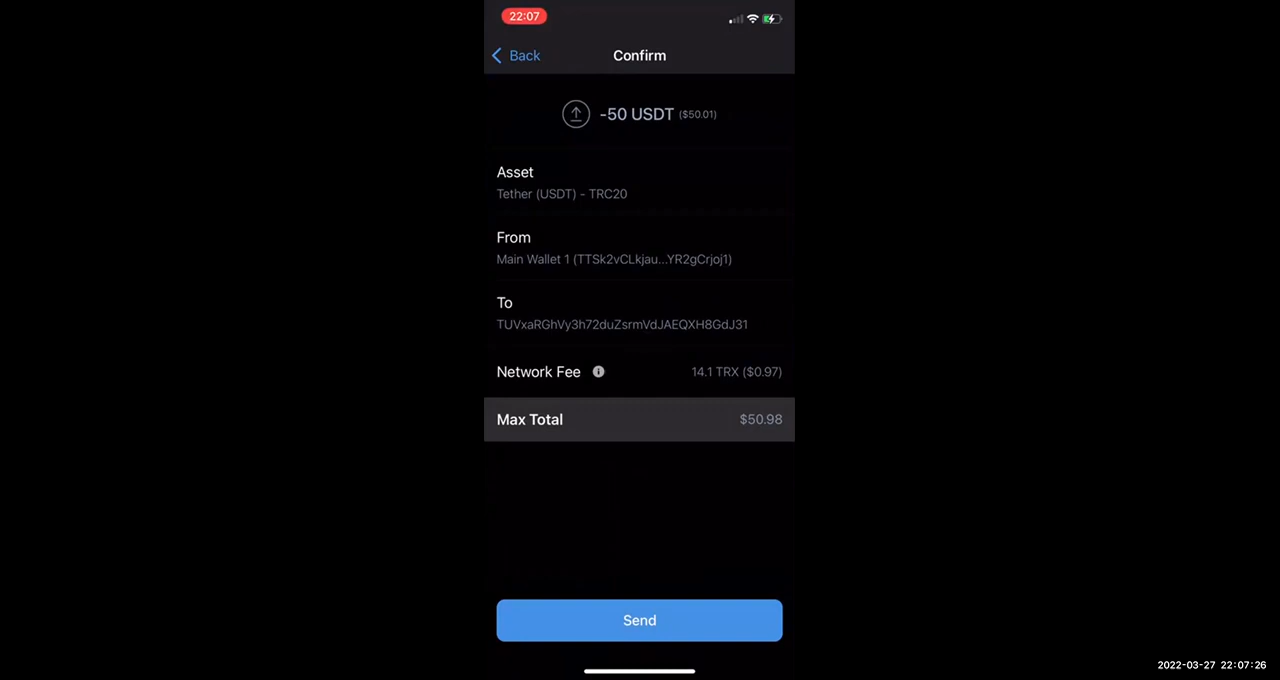 22:07
Back
Confirm
-50 USDT ($50.01)
Asset
Tether (USDT) - TRC20
From
Main Wallet 1 (TTSk2vCLkjau...YR2gCrjoj1)
To
TUVxaRGhVy3h72duZsrmVdJAEQXH8GdJ31
Network Fee
14.1 TRX ($0.97)
Max Total
$50.98
Send
2022-03-27 22:07:26